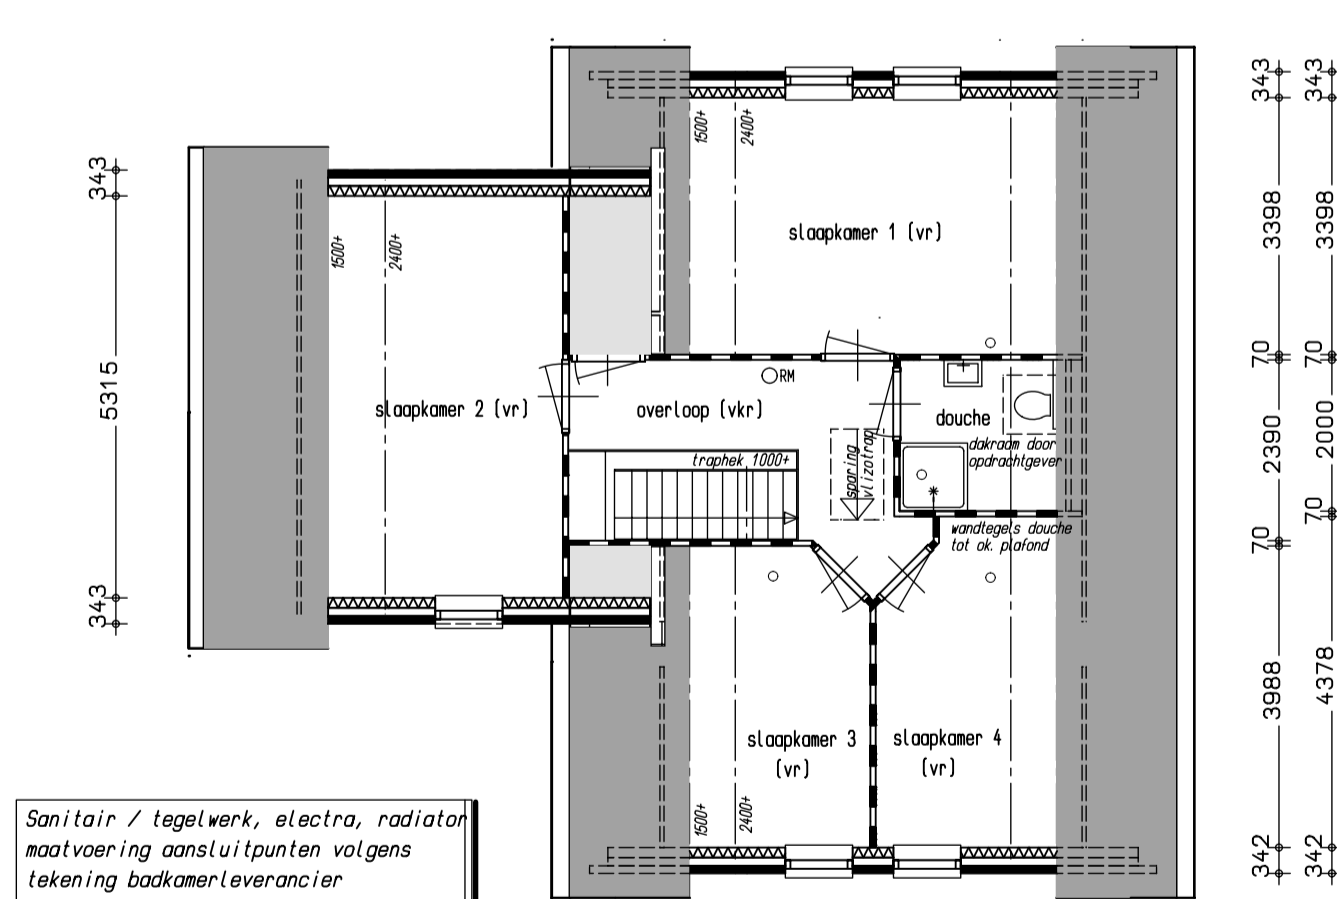 343
343
343
1500+
2400+
343
3398
3398
slaapkamer 1 (vr)
1500+
2400+
70
70
RM
5315
slaapkamer 2 (vr)
overloop (vkr)
douche
2390
2000
traphek 1000+
sparing
vlizotrap
dakraam door
opdrachtgever
70
70
wandtegels douche
tot ok. plafond
343
3988
4378
slaapkamer 3
(vr)
slaapkamer 4
(vr)
1500+
2400+
342
342
Sanitair / tegelwerk, electra, radiator
maatvoering aansluitpunten volgens
tekening badkamerleverancier